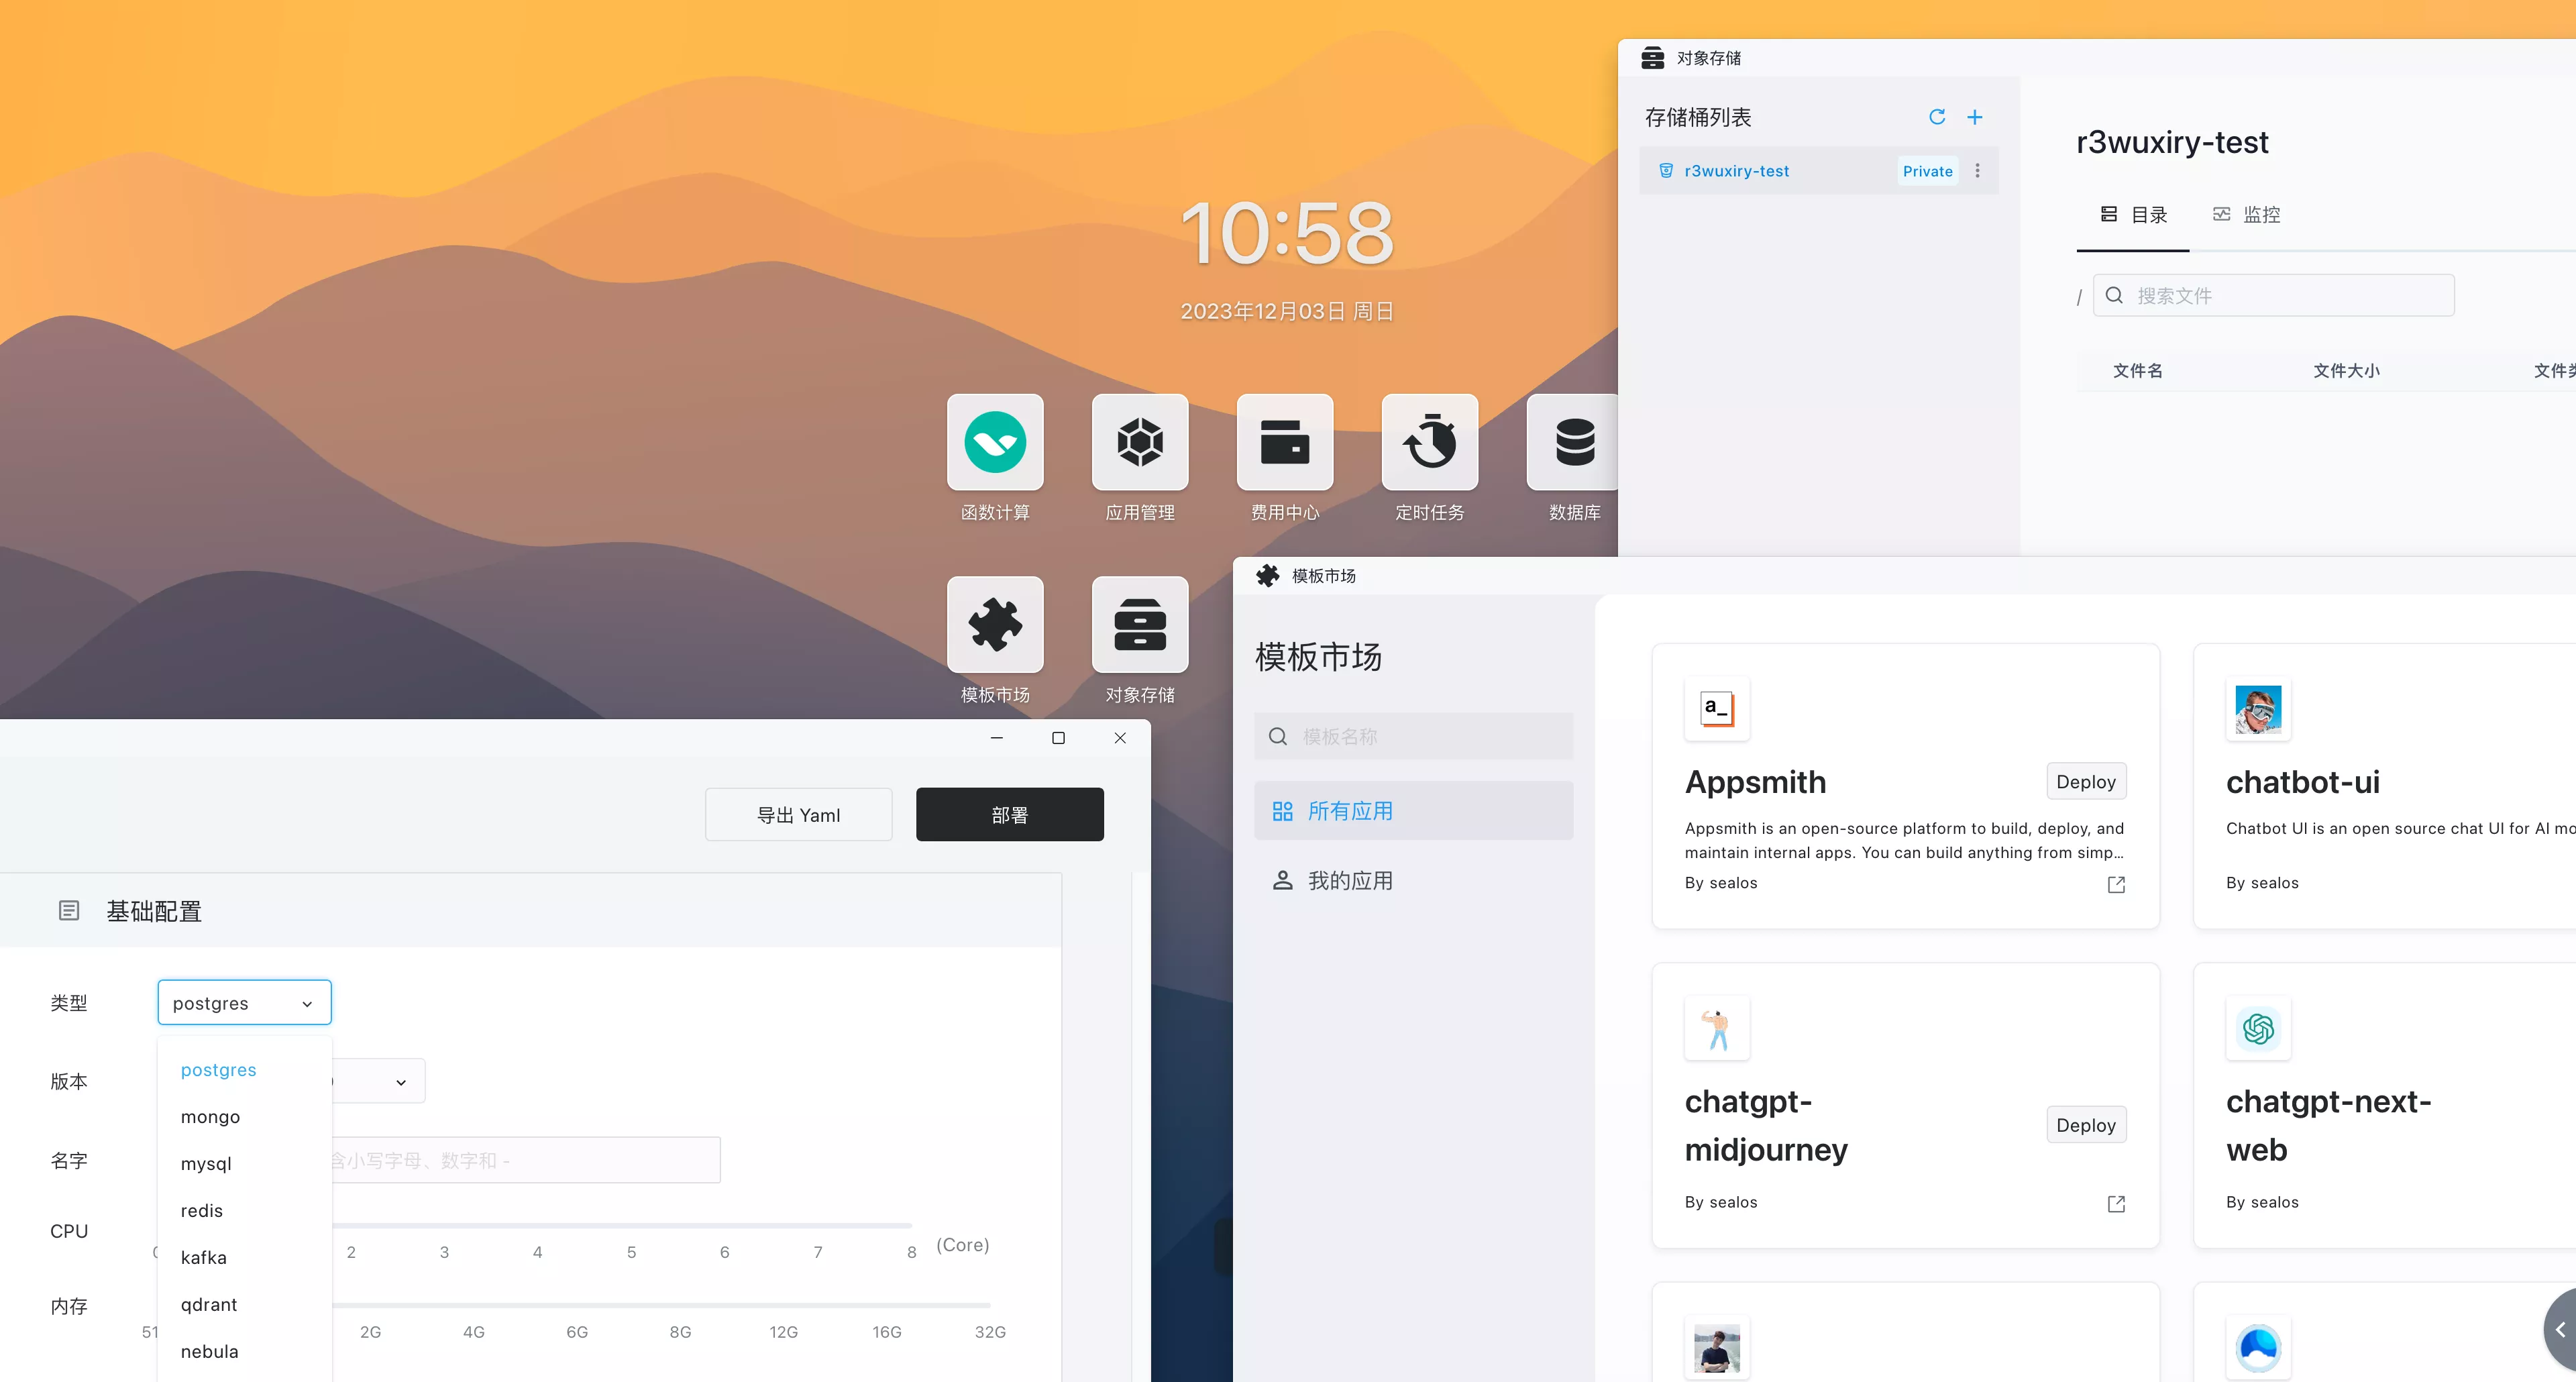 10:58
2023年12月03日 周日
函数计算
应用管理
费用中心
定时任务
数据库
模板市场
对象存储
对象存储
存储桶列表
r3wuxiry-test
Private
r3wuxiry-test
目录
监控
/
搜索文件
文件名
文件大小
文件
模板市场
模板市场
模板名称
所有应用
我的应用
a_
Appsmith
Deploy
Appsmith is an open-source platform to build, deploy, and
maintain internal apps. You can build anything from simp...
By sealos
chatbot-ui
Chatbot UI is an open source chat UI for AI mo
By sealos
chatgpt-
midjourney
Deploy
By sealos
chatgpt-next-
web
By sealos
导出 Yaml
部署
基础配置
类型
postgres
postgres
mongo
mysql
redis
kafka
qdrant
nebula
版本
名字
含小写字母、数字和 -
CPU
2
3
4
5
6
7
8
(Core)
内存
51
2G
4G
6G
8G
12G
16G
32G